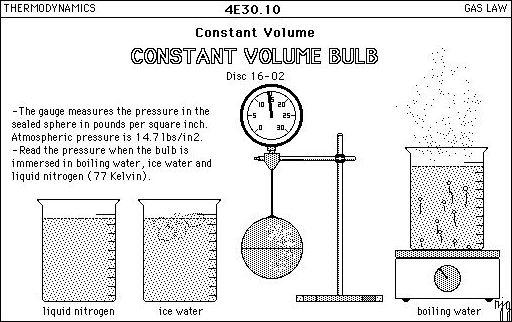 THERMODYNAMICS
4E30.10
GAS LAW
Constant Volume
CONSTANT VOLUME BULB
Disc 16-02
-The gauge measures the pressure in the
sealed sphere in pounds per square inch.
Atmospheric pressure is 14.7lbs/in2.
-Read the pressure when the bulb is
immersed in boiling water, ice water and
liquid nitrogen (77 Kelvin).
10
15
20
5
25
0
30
liquid nitrogen
ice water
boiling water